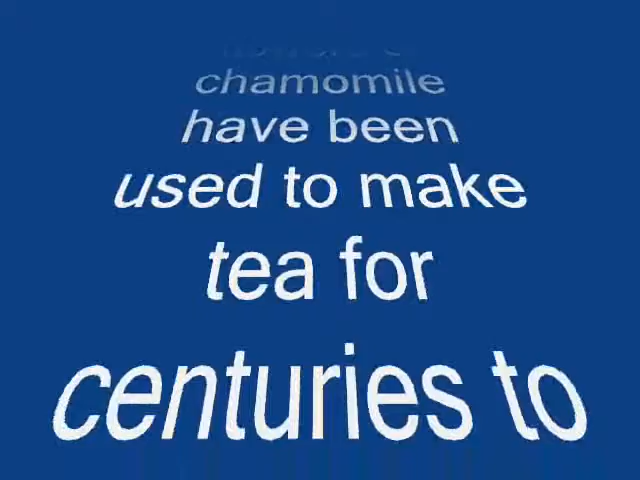 chamomile
have been
used to make
tea for
centuries to